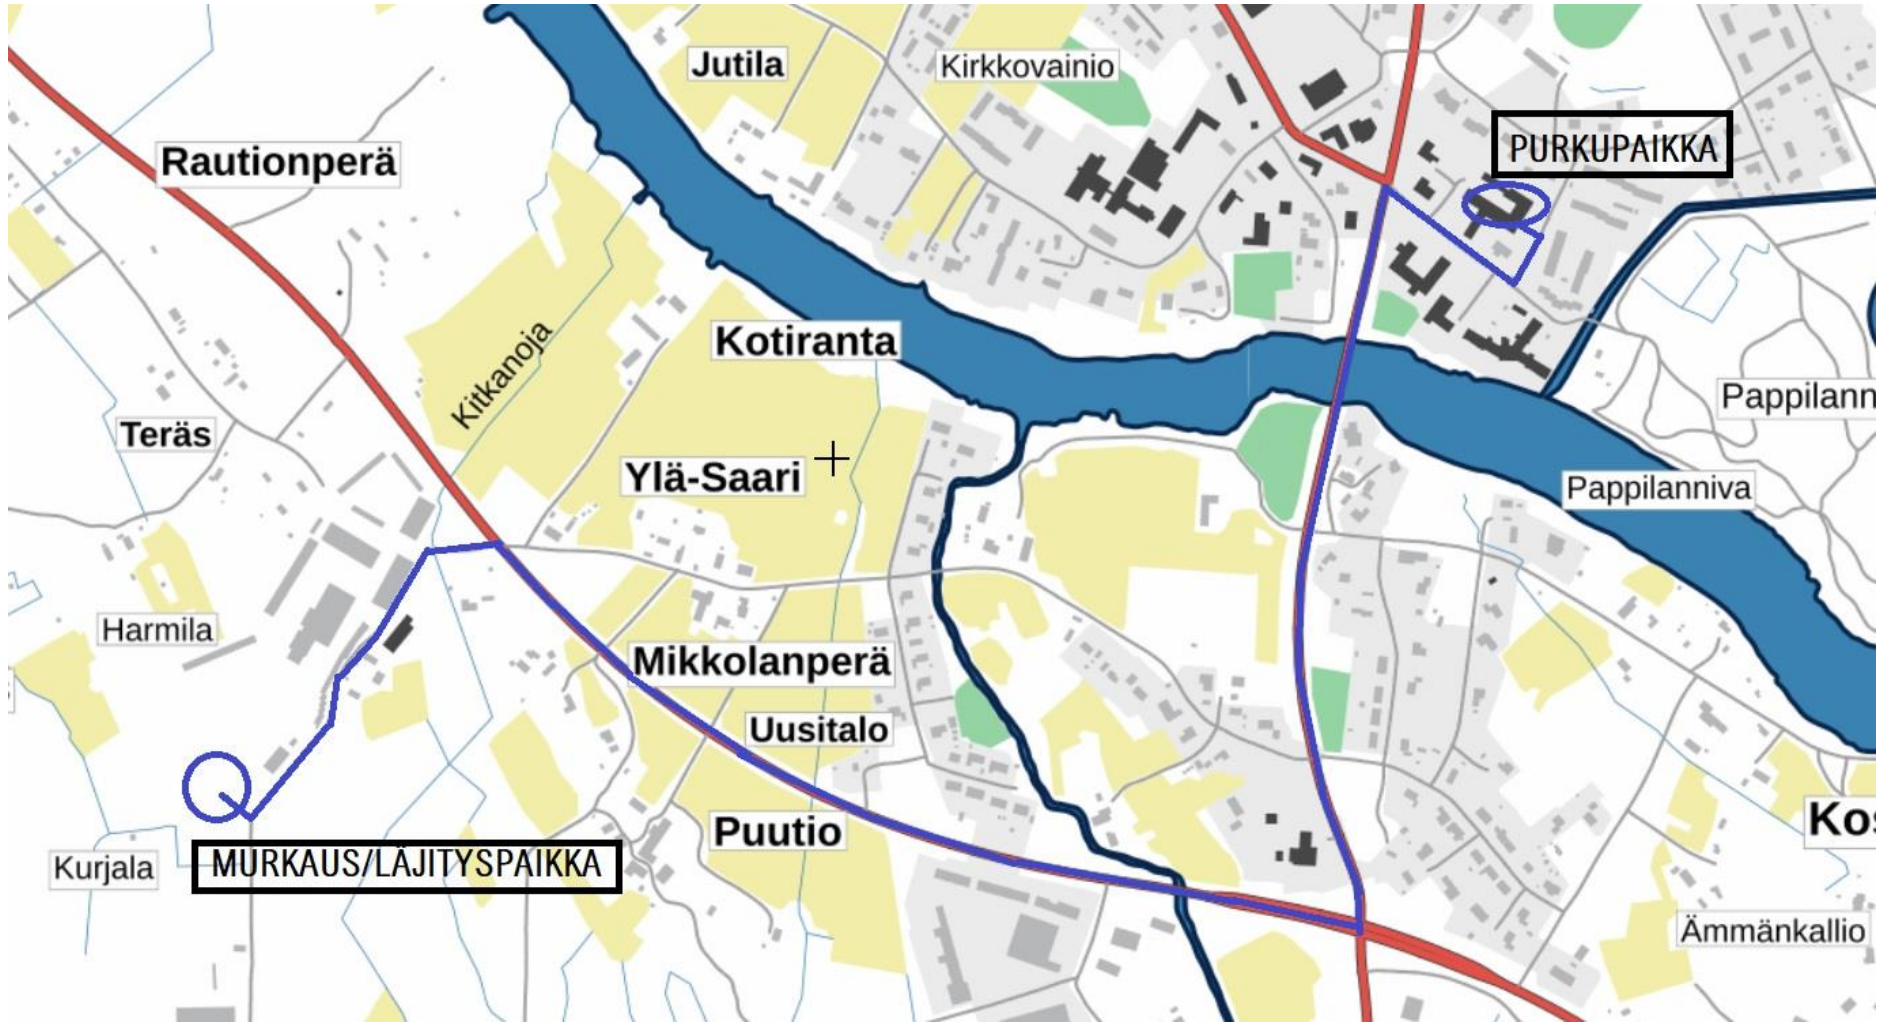 Jutila
Kirkkovainio
PURKUPAIKKA
Rautionperä
Kotiranta
Kitkanoja
Pappilann
Teräs
Ylä-Saari
Pappilanniva
Harmila
Mikkolanperä
Uusitalo
Puutio
Kos
Kurjala
MURKAUS/LÄJITYSPAIKKA
Ämmänkallio